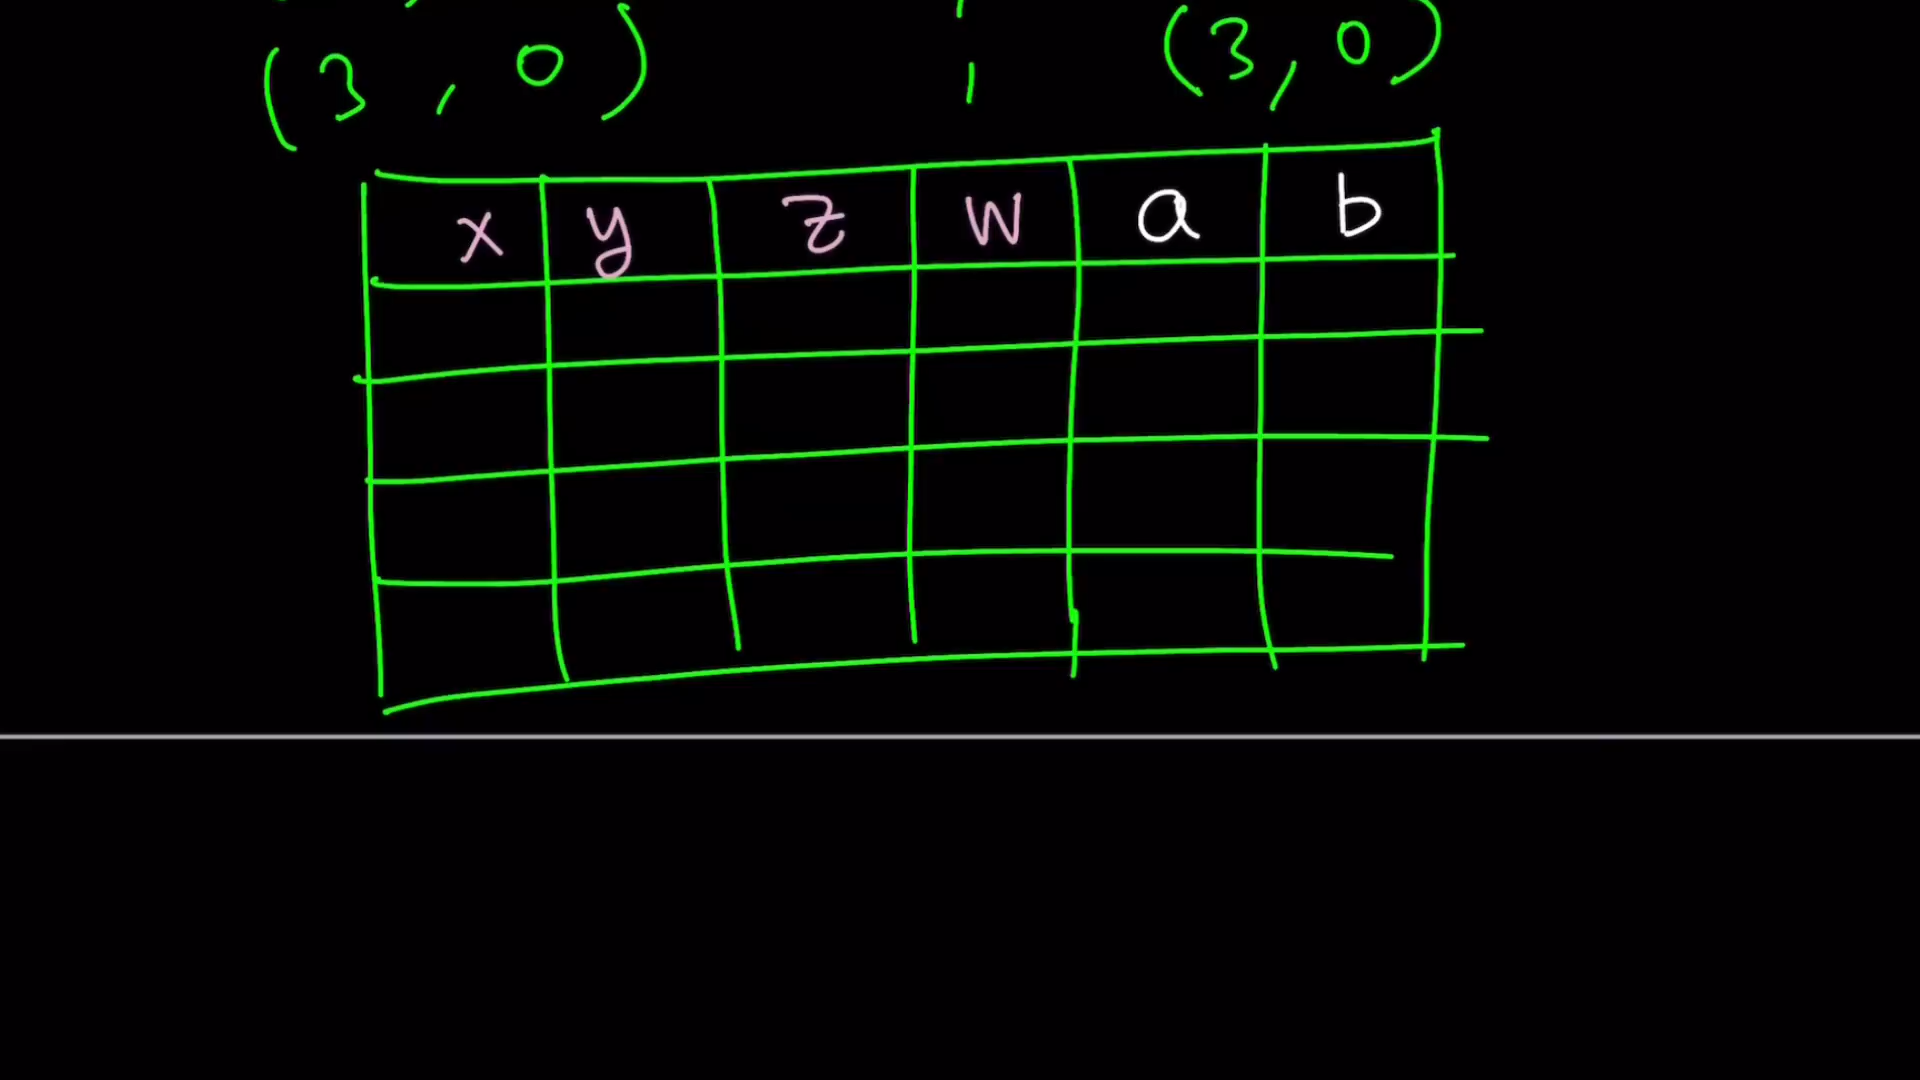 (3, 0) (3, 0)
x y z w a b